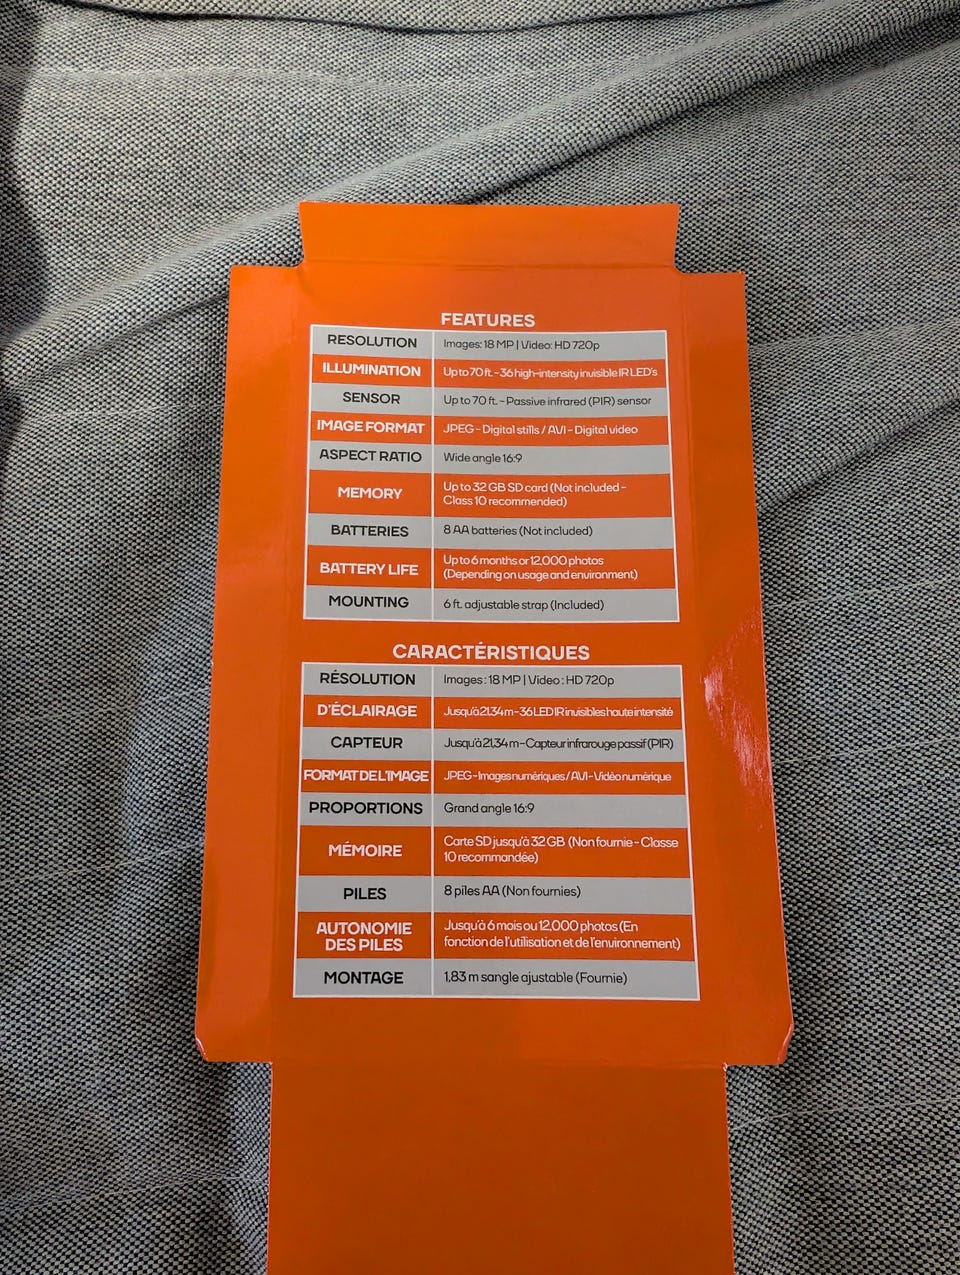 FEATURES
RESOLUTION Images: 18 MP | Video: HD 720p
ILLUMINATION Up to 70 ft. - 36 high-intensity invisible IR LED's
SENSOR Up to 70 ft. - Passive infrared (PIR) sensor
IMAGE FORMAT JPEG - Digital stills / AVI - Digital video
ASPECT RATIO Wide angle 16:9
MEMORY Up to 32 GB SD card (Not included -
Class 10 recommended)
BATTERIES 8 AA batteries (Not included)
BATTERY LIFE Up to 6 months or 12,000 photos
(Depending on usage and environment)
MOUNTING 6 ft. adjustable strap (Included)
CARACTÉRISTIQUES
RÉSOLUTION Images : 18 MP | Video : HD 720p
D'ÉCLAIRAGE Jusqu'à 21,34 m - 36 LED IR invisibles haute intensité
CAPTEUR Jusqu'à 21,34 m - Capteur infrarouge passif (PIR)
FORMAT DE L'IMAGE JPEG - Images numériques / AVI - Vidéo numérique
PROPORTIONS Grand angle 16:9
MÉMOIRE Carte SD jusqu'à 32 GB (Non fournie - Classe
10 recommandée)
PILES 8 piles AA (Non fournies)
AUTONOMIE
DES PILES Jusqu'à 6 mois ou 12,000 photos (En
fonction de l'utilisation et de l'environnement)
MONTAGE 1,83 m sangle ajustable (Fournie)